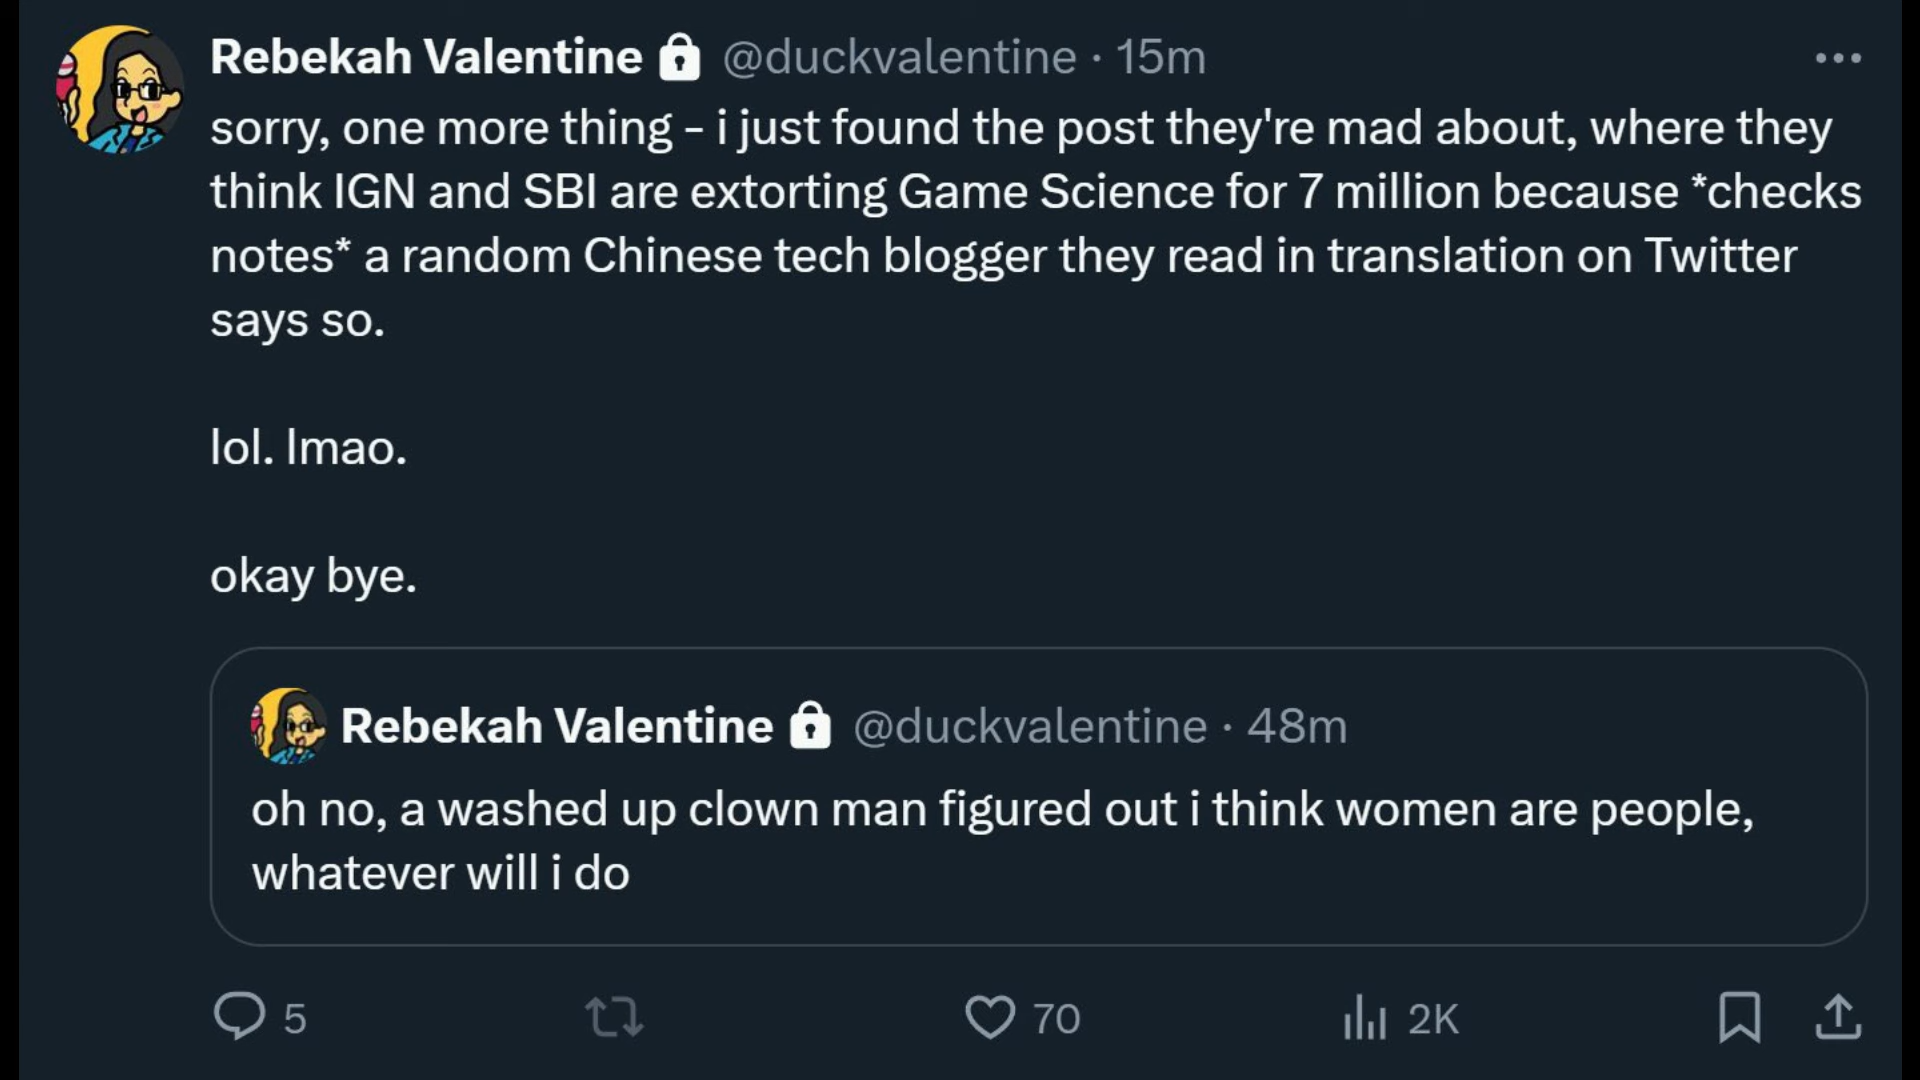 Rebekah Valentine @duckvalentine · 15m
sorry, one more thing - i just found the post they're mad about, where they
think IGN and SBI are extorting Game Science for 7 million because *checks
notes* a random Chinese tech blogger they read in translation on Twitter
says so.
lol. lmao.
okay bye.
Rebekah Valentine @duckvalentine · 48m
oh no, a washed up clown man figured out i think women are people,
whatever will i do
5 70 2K